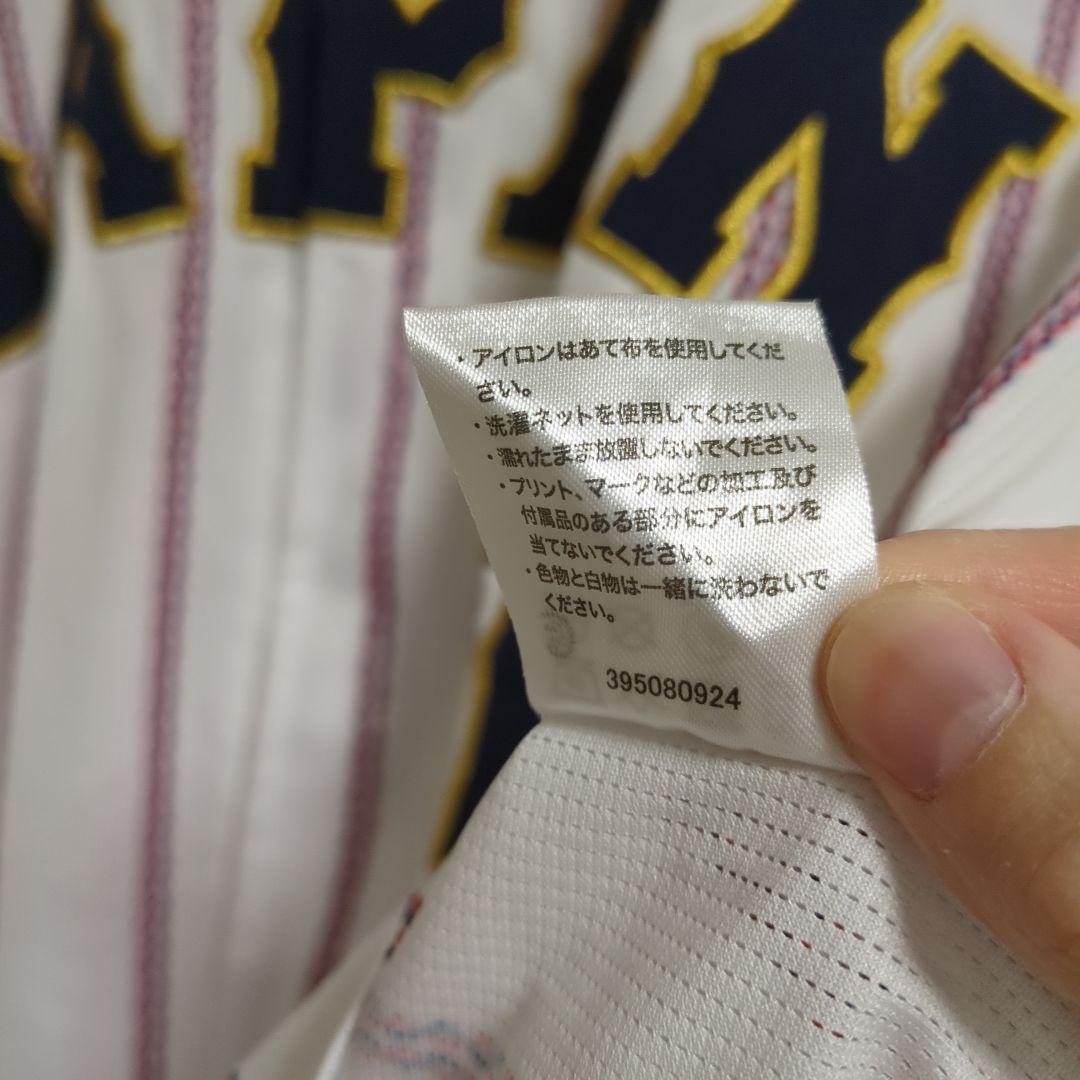 APAN
・アイロンはあて布を使用してくだ
さい。
・洗濯ネットを使用してください。
・濡れたまま放置しないでください。
・プリント、マークなどの加工及び
付属品のある部分にアイロンを
当てないでください。
・色物と白物は一緒に洗わないで
ください。
395080924